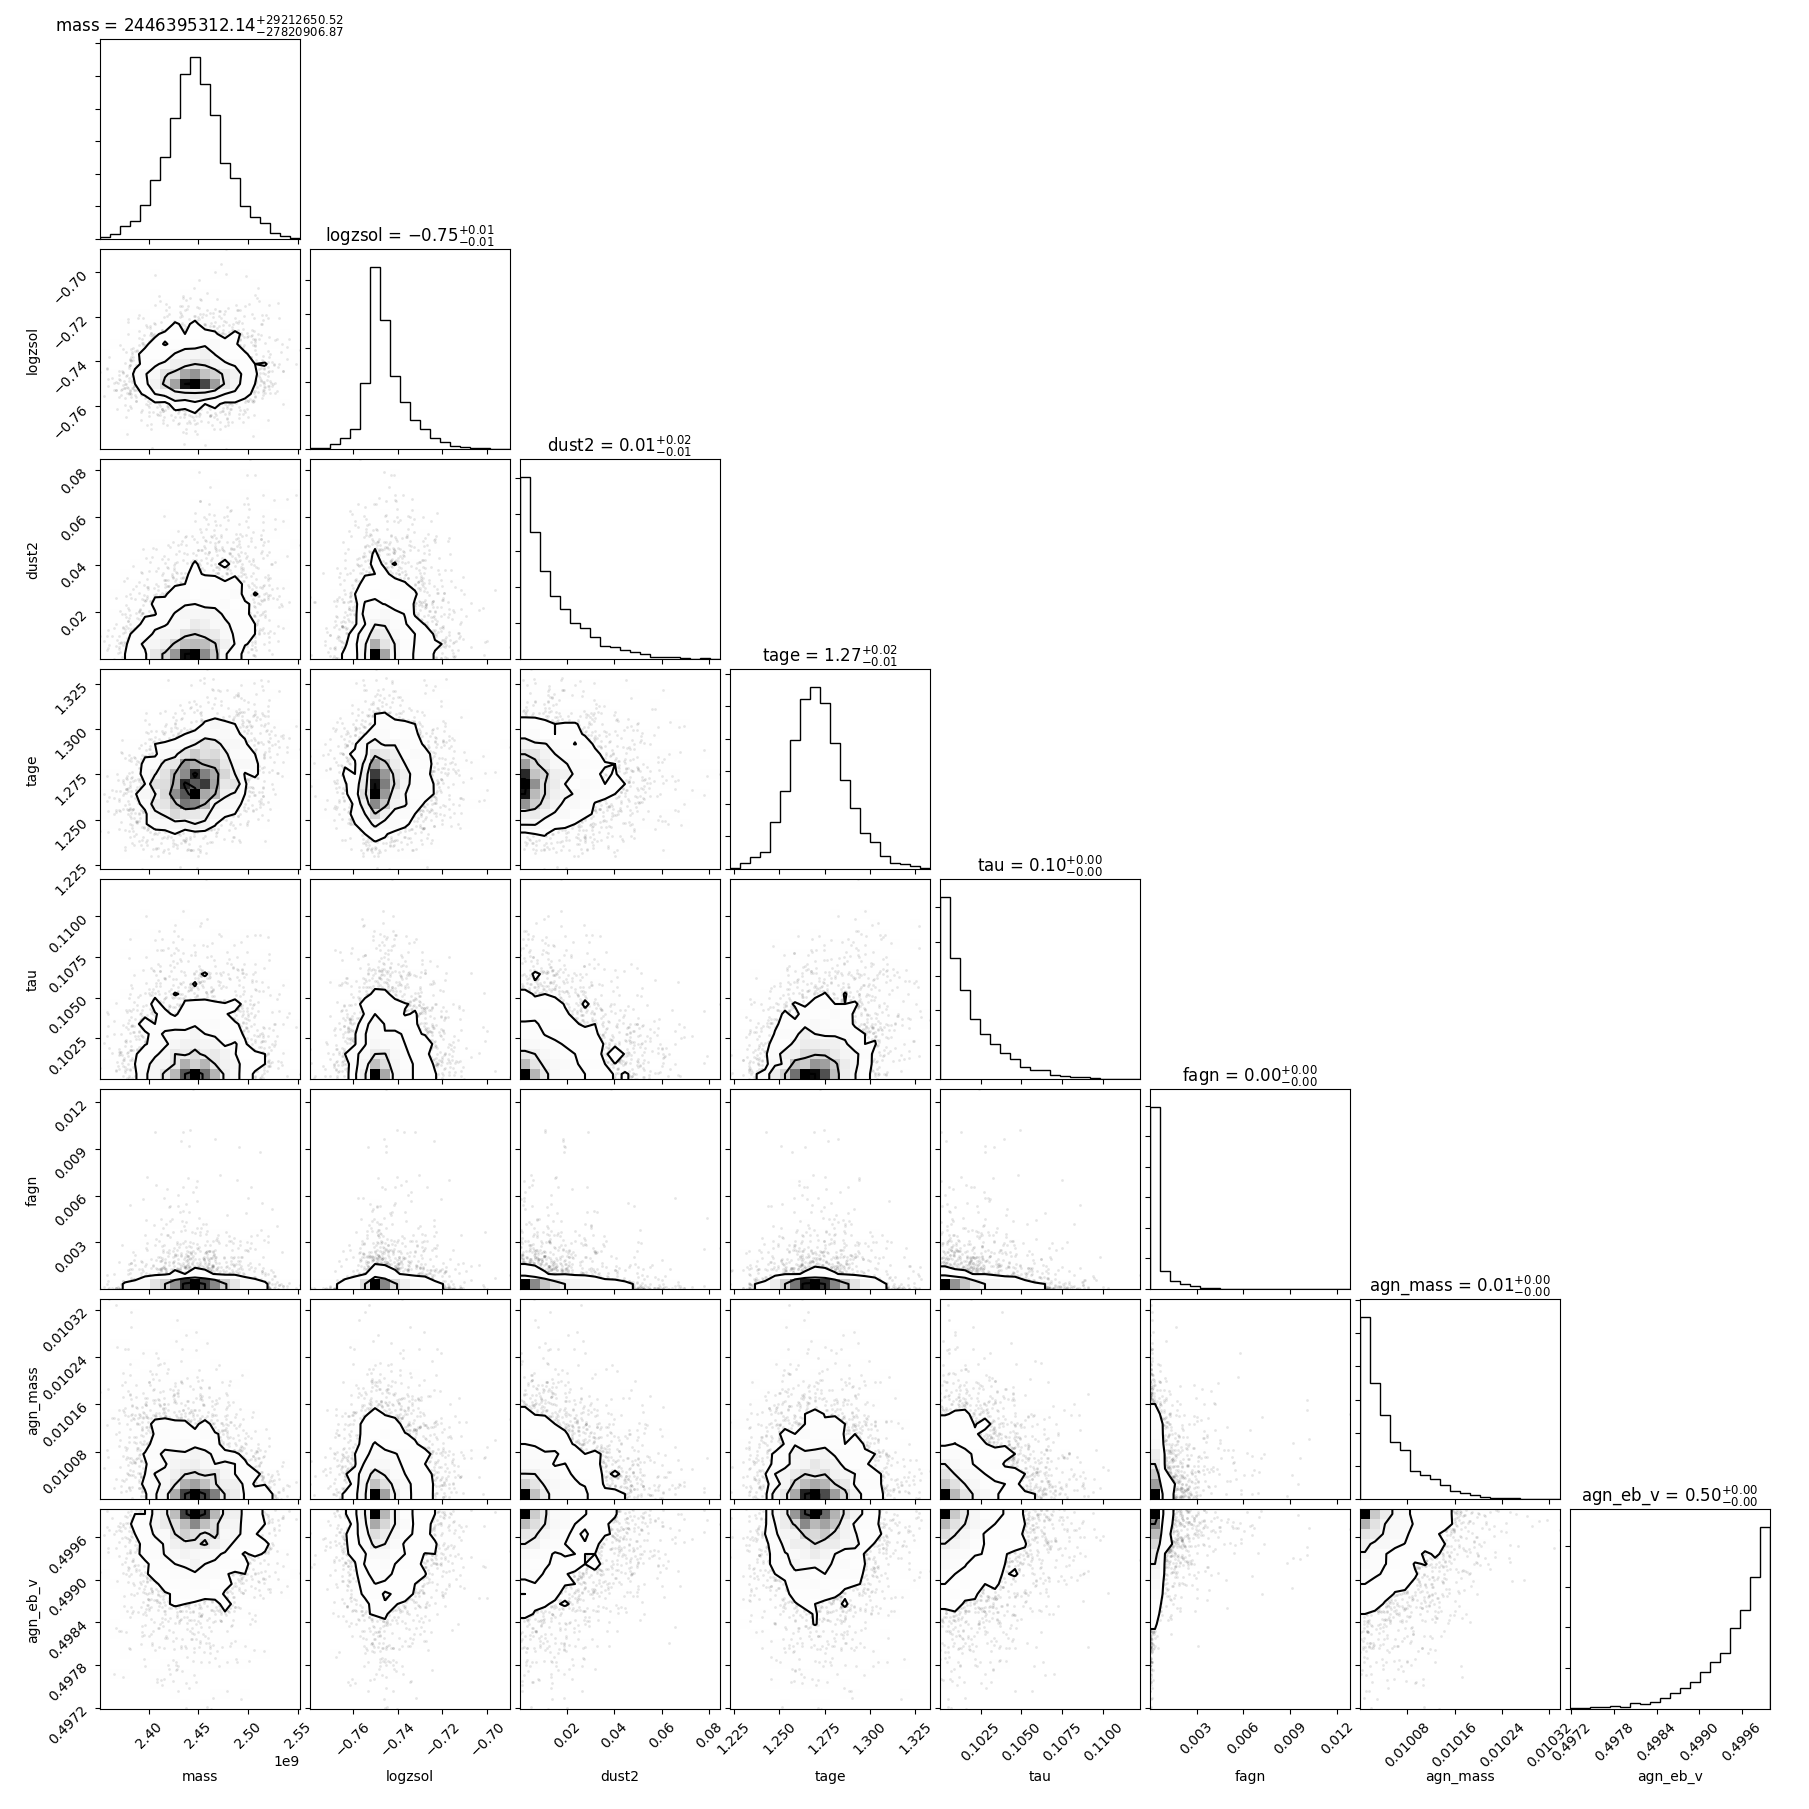 mass = 2446395312.14+29212650.52−27820906.87
logzsol = −0.75+0.01−0.01
−0.70
−0.72
−0.74
−0.76
logzsol
dust2 = 0.01+0.02−0.01
0.08
0.06
0.04
0.02
dust2
tage = 1.27+0.02−0.01
1.325
1.300
1.275
1.250
1.225
tage
tau = 0.10+0.00−0.00
0.1100
0.1075
0.1050
0.1025
tau
fagn = 0.00+0.00−0.00
0.012
0.009
0.006
0.003
fagn
agn_mass = 0.01+0.00−0.00
0.01032
0.01024
0.01016
0.01008
agn_mass
agn_eb_v = 0.50+0.00−0.00
0.4996
0.4990
0.4984
0.4978
0.4972
agn_eb_v
2.40 2.45 2.50 2.55 −0.76 −0.74 −0.72 −0.70 0.02 0.04 0.06 0.08 1.225 1.250 1.275 1.300 1.325 0.1025 0.1050 0.1075 0.1100 0.003 0.006 0.009 0.012 0.01008 0.01016 0.01024 0.01032 0.4972 0.4978 0.4984 0.4990 0.4996
1e9
mass logzsol dust2 tage tau fagn agn_mass agn_eb_v